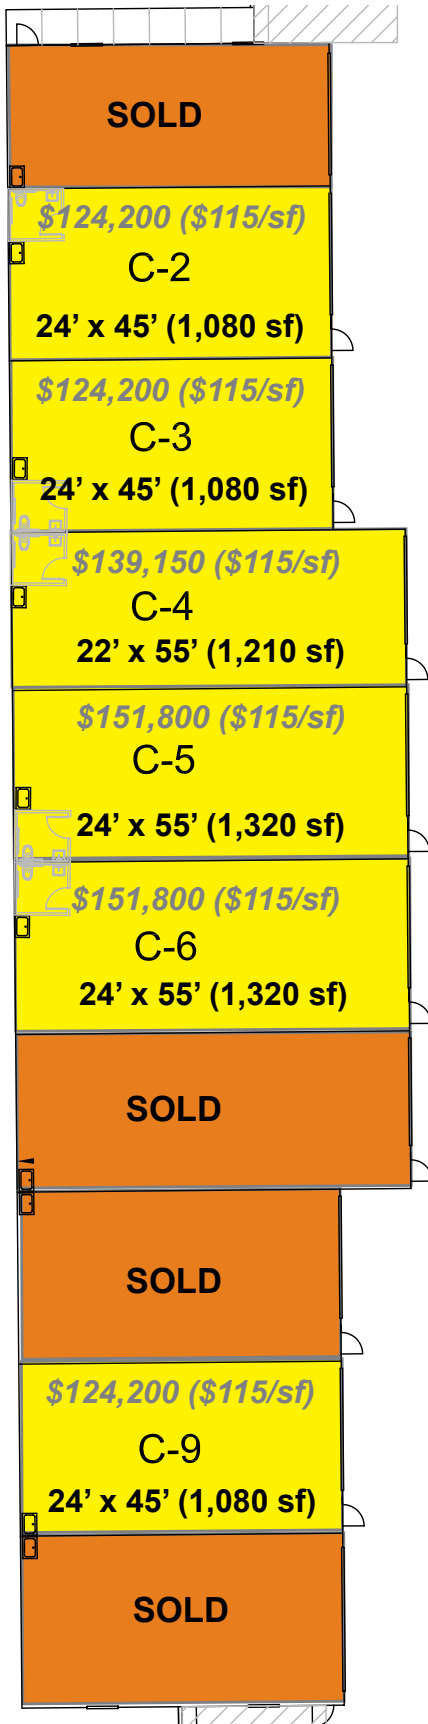 SOLD
$124,200 ($115/sf)
C-2
24’ x 45’ (1,080 sf)
$124,200 ($115/sf)
C-3
24’ x 45’ (1,080 sf)
$139,150 ($115/sf)
C-4
22’ x 55’ (1,210 sf)
$151,800 ($115/sf)
C-5
24’ x 55’ (1,320 sf)
$151,800 ($115/sf)
C-6
24’ x 55’ (1,320 sf)
SOLD
SOLD
$124,200 ($115/sf)
C-9
24’ x 45’ (1,080 sf)
SOLD